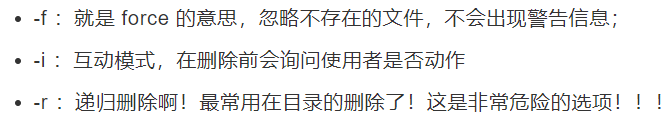 • -f ：就是 force 的意思，忽略不存在的文件，不会出现警告信息；
• -i ：互动模式，在删除前会询问使用者是否动作
• -r ：递归删除啊！最常用在目录的删除了！这是非常危险的选项！！！